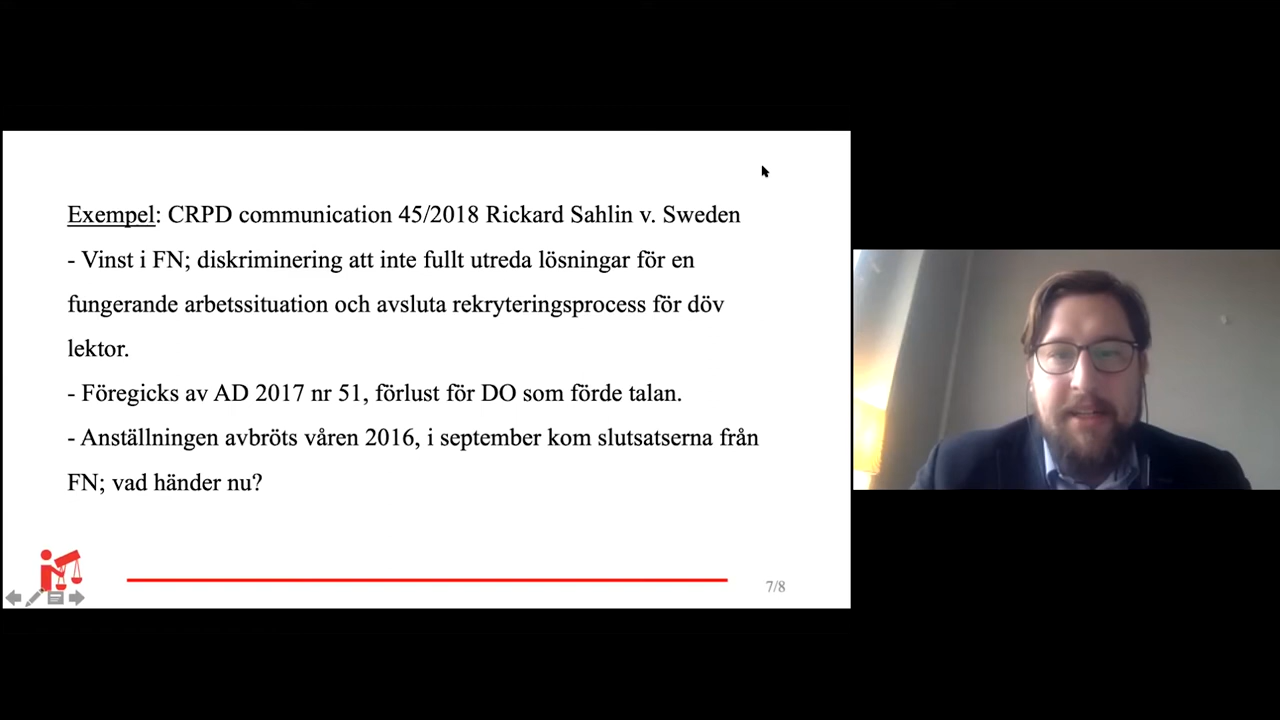 Exempel: CRPD communication 45/2018 Rickard Sahlin v. Sweden
- Vinst i FN; diskriminering att inte fullt utreda lösningar för en
fungerande arbetssituation och avsluta rekryteringsprocess för döv
lektor.
- Föregicks av AD 2017 nr 51, förlust för DO som förde talan.
- Anställningen avbröts våren 2016, i september kom slutsatserna från
FN; vad händer nu?
7/8